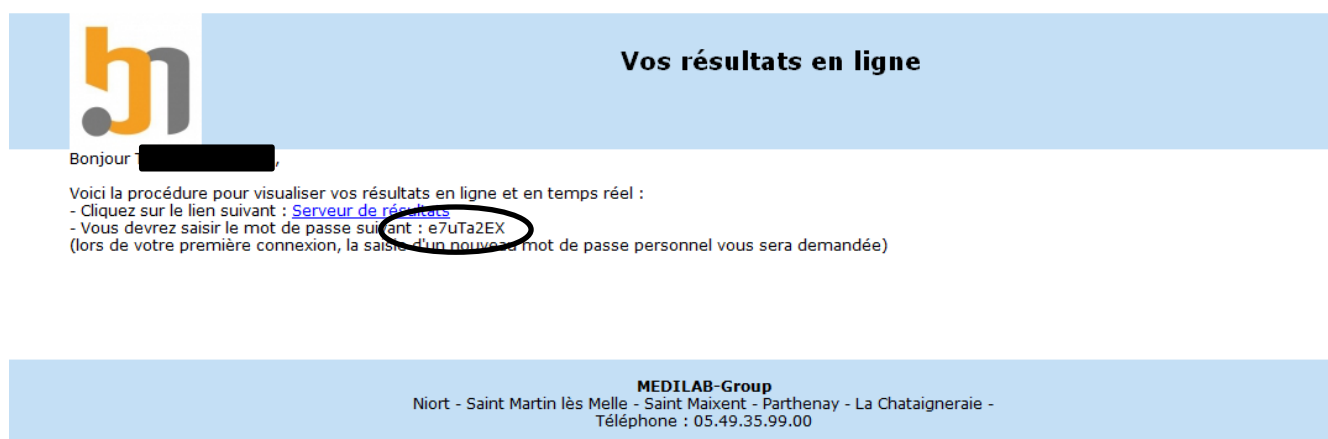 Vos résultats en ligne
Bonjour
Voici la procédure pour visualiser vos résultats en ligne et en temps réel :
- Cliquez sur le lien suivant : Serveur de résultats
- Vous devrez saisir le mot de passe suivant : e7uTa2EX
(lors de votre première connexion, la saisie d'un nouveau mot de passe personnel vous sera demandée)
MEDILAB-Group
Niort - Saint Martin lès Melle - Saint Maixent - Parthenay - La Chataigneraie -
Téléphone : 05.49.35.99.00